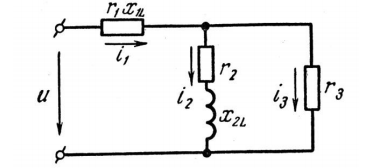 r₁ x₁L
i₁
r₂
u
i₂
i₃
r₃
x₂L